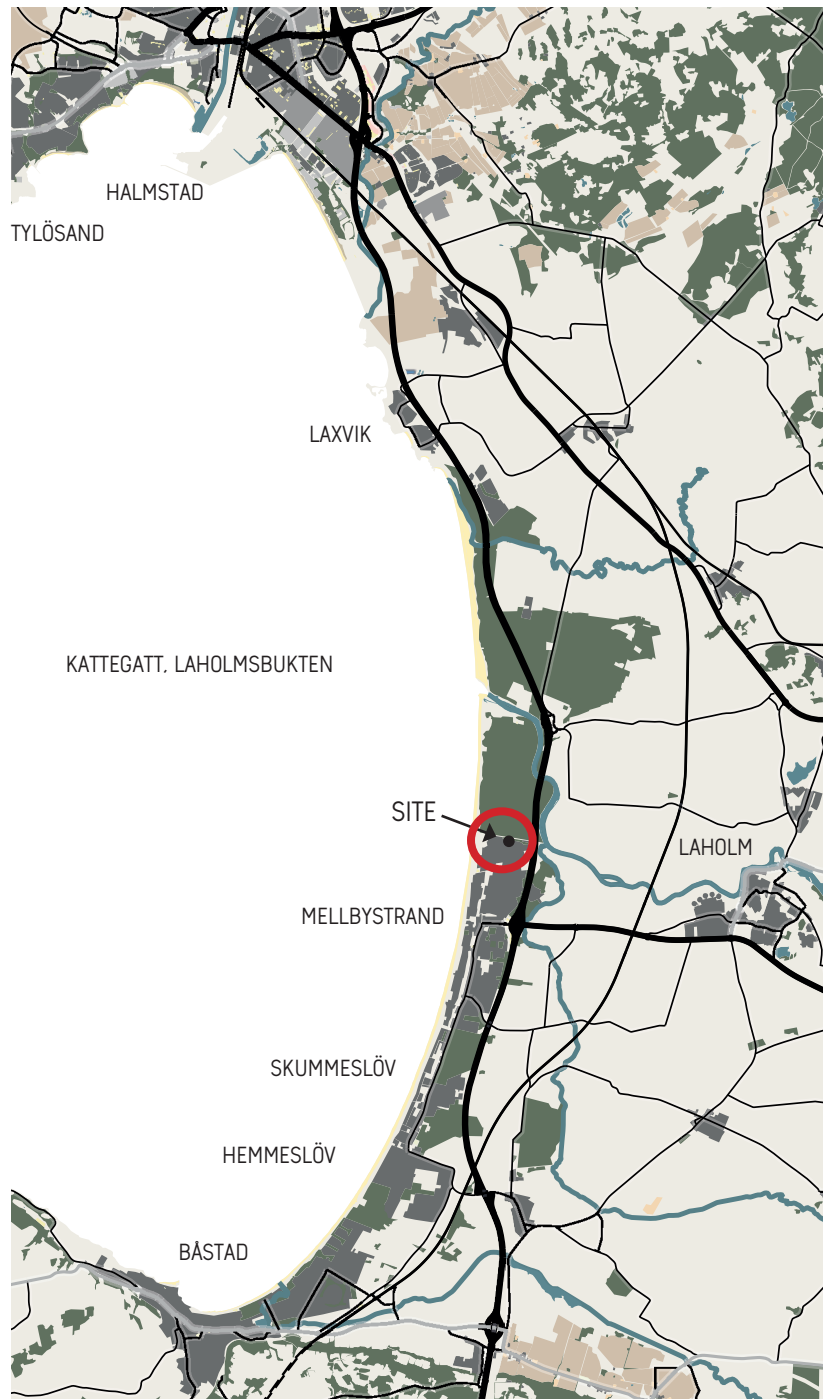 HALMSTAD
TYLÖSAND
LAXVIK
KATTEGATT, LAHOLMSBUKTEN
SITE
LAHOLM
MELLBYSTRAND
SKUMMESLÖV
HEMMESLÖV
BÅSTAD